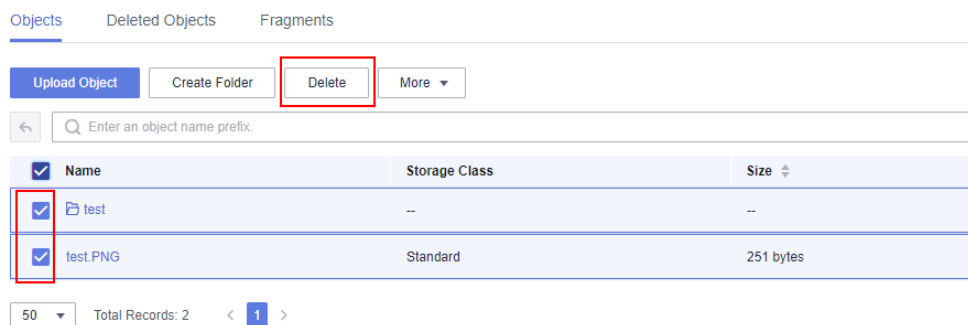 Objects Deleted Objects Fragments
Upload Object Create Folder Delete More
Enter an object name prefix.
Name Storage Class Size
test -- --
test.PNG Standard 251 bytes
50 Total Records: 2 < 1 >